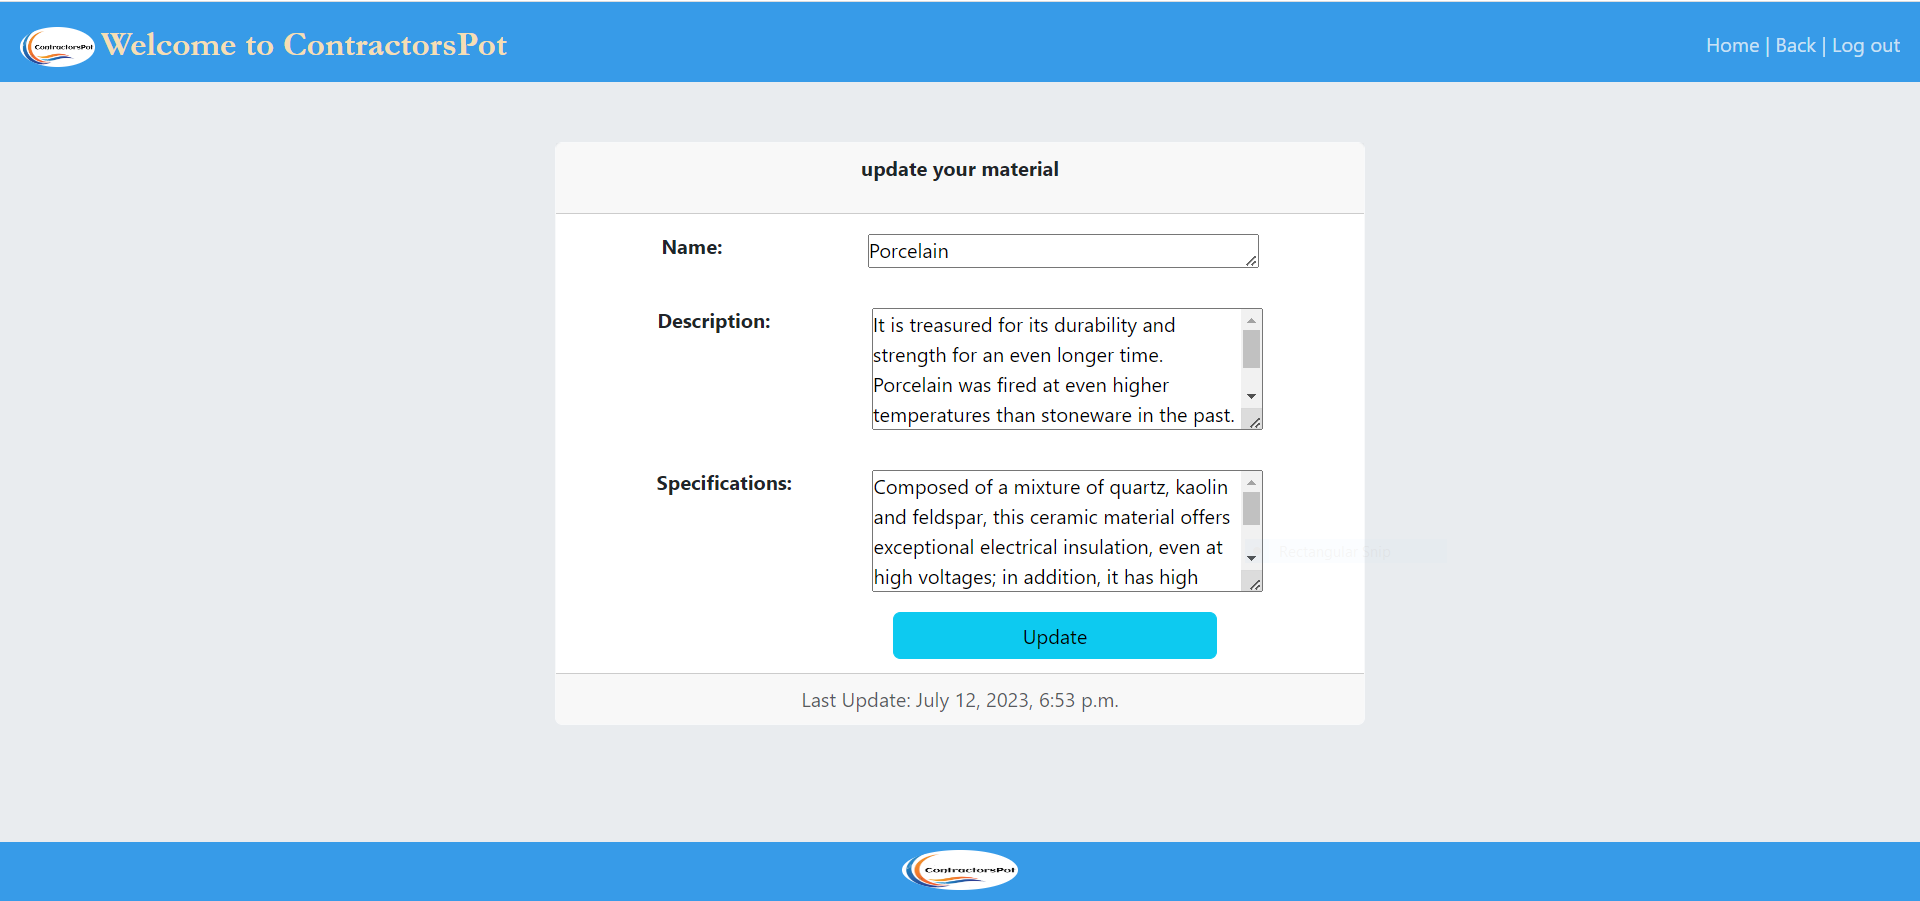 ContractorsPot
Welcome to ContractorsPot
Home | Back | Log out
update your material
Name:
Porcelain
Description:
It is treasured for its durability and
strength for an even longer time.
Porcelain was fired at even higher
temperatures than stoneware in the past.
Specifications:
Composed of a mixture of quartz, kaolin
and feldspar, this ceramic material offers
exceptional electrical insulation, even at
high voltages; in addition, it has high
Rectangular Snip
Update
Last Update: July 12, 2023, 6:53 p.m.
ContractorsPot